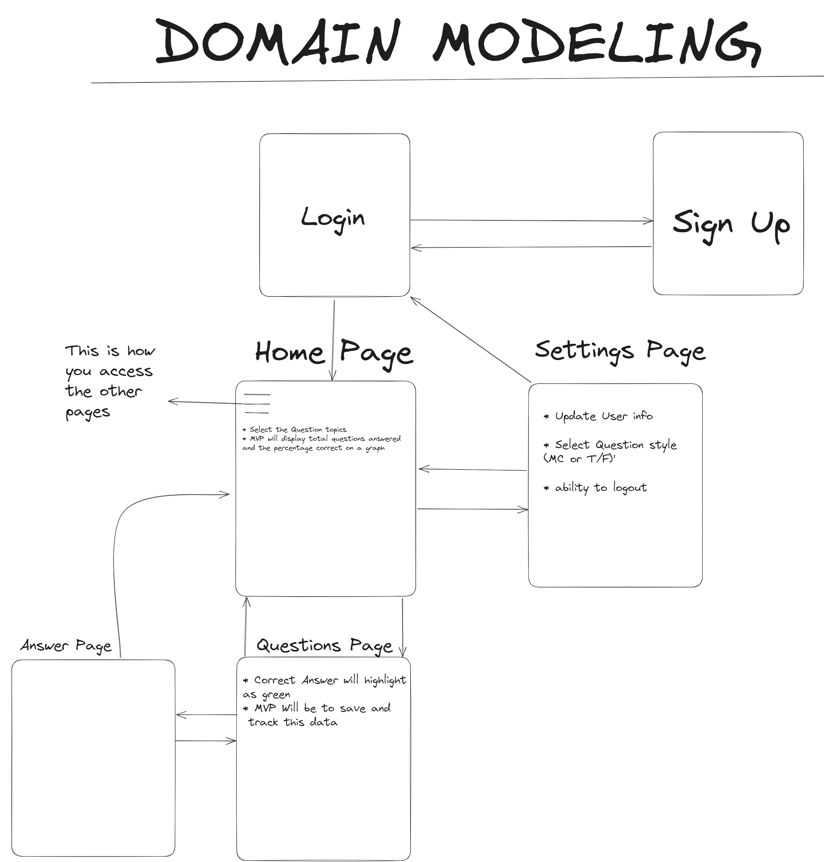 DOMAIN MODELING
Login
Sign Up
This is how
you access
the other
pages
Home Page
* Select the Question topics
* MVP will display total questions answered
and the percentage correct on a graph
Settings Page
* Update User info
* Select Question style
(MC or T/F)'
* ability to logout
Answer Page
Questions Page
* Correct Answer will highlight
as green
* MVP Will be to save and
track this data